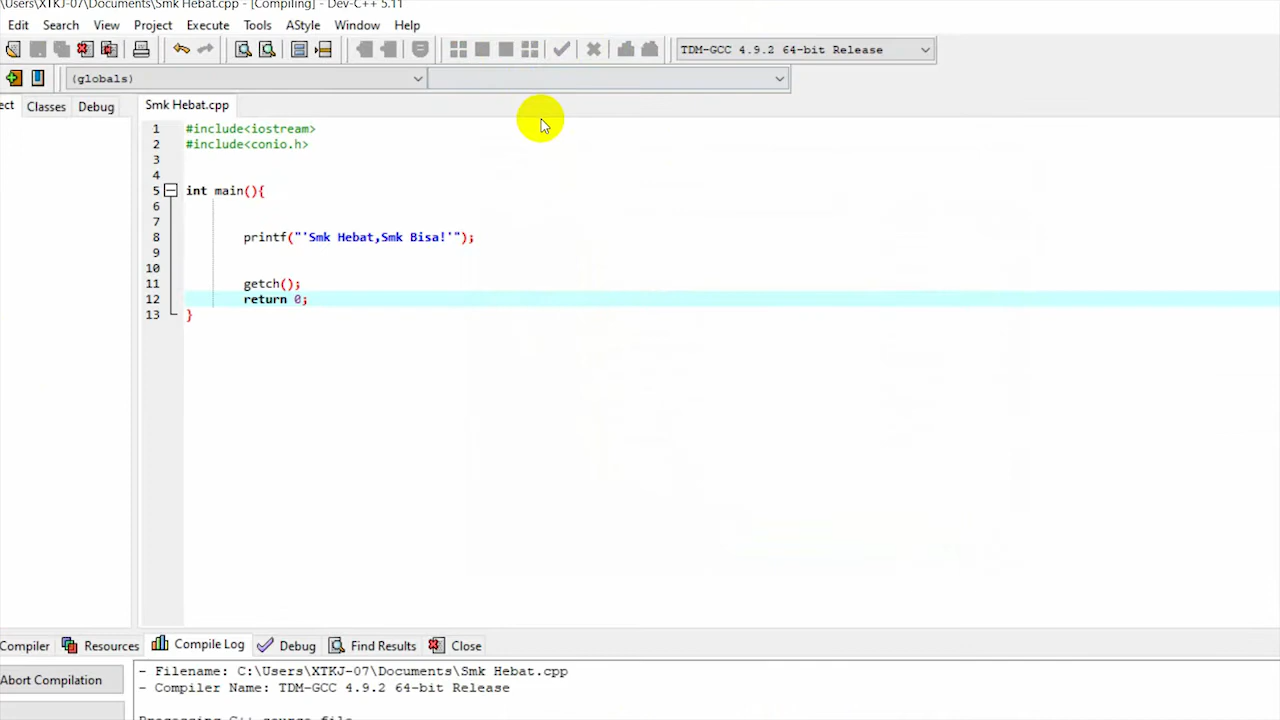 \Users\XTKJ-07\Documents\Smk Hebat.cpp - [Compiling] - Dev-C++ 5.11
Edit Search View Project Execute Tools AStyle Window Help
TDM-GCC 4.9.2 64-bit Release
(globals)
ect Classes Debug Smk Hebat.cpp
1 #include<iostream>
2 #include<conio.h>
3
4
5 int main(){
6
7
8 printf("'Smk Hebat,Smk Bisa!'");
9
10
11 getch();
12 return 0;
13 }
Compiler Resources Compile Log Debug Find Results Close
- Filename: C:\Users\XTKJ-07\Documents\Smk Hebat.cpp
Abort Compilation
- Compiler Name: TDM-GCC 4.9.2 64-bit Release
Processing C++ source file